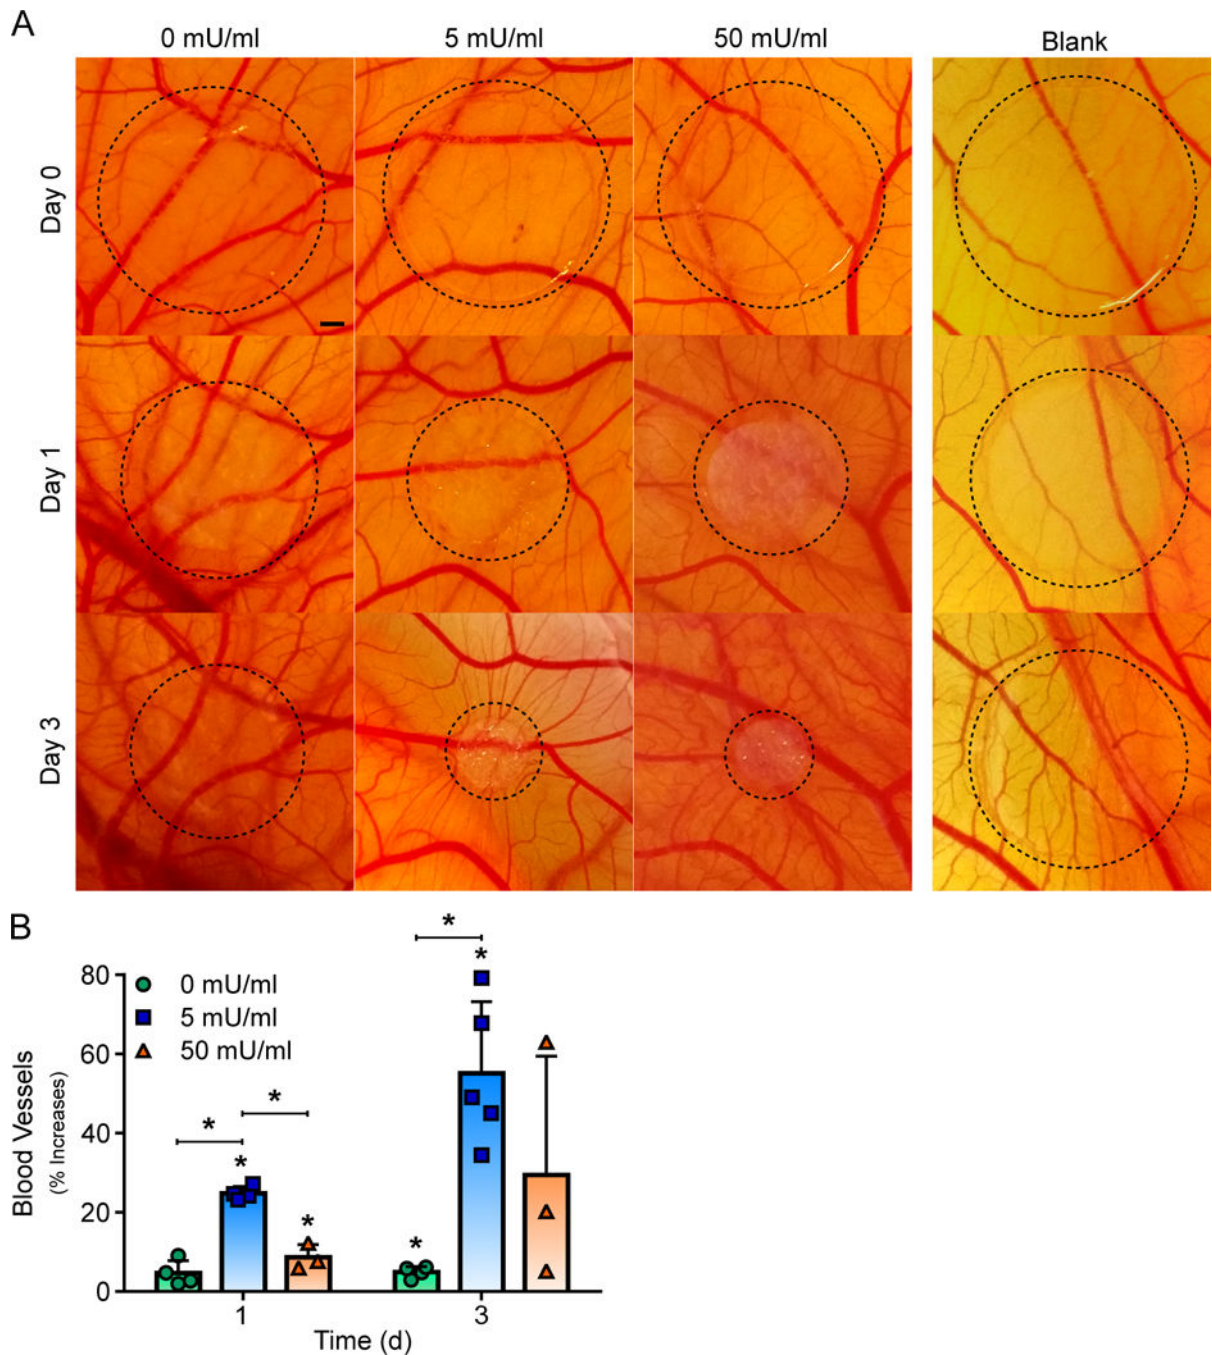 A
0 mU/ml 5 mU/ml 50 mU/ml Blank
Day 0
Day 1
Day 3
B
Blood Vessels
(% Increases)
80
60
40
20
0
0 mU/ml
5 mU/ml
50 mU/ml
*
*
*
*
*
*
*
1 3
Time (d)